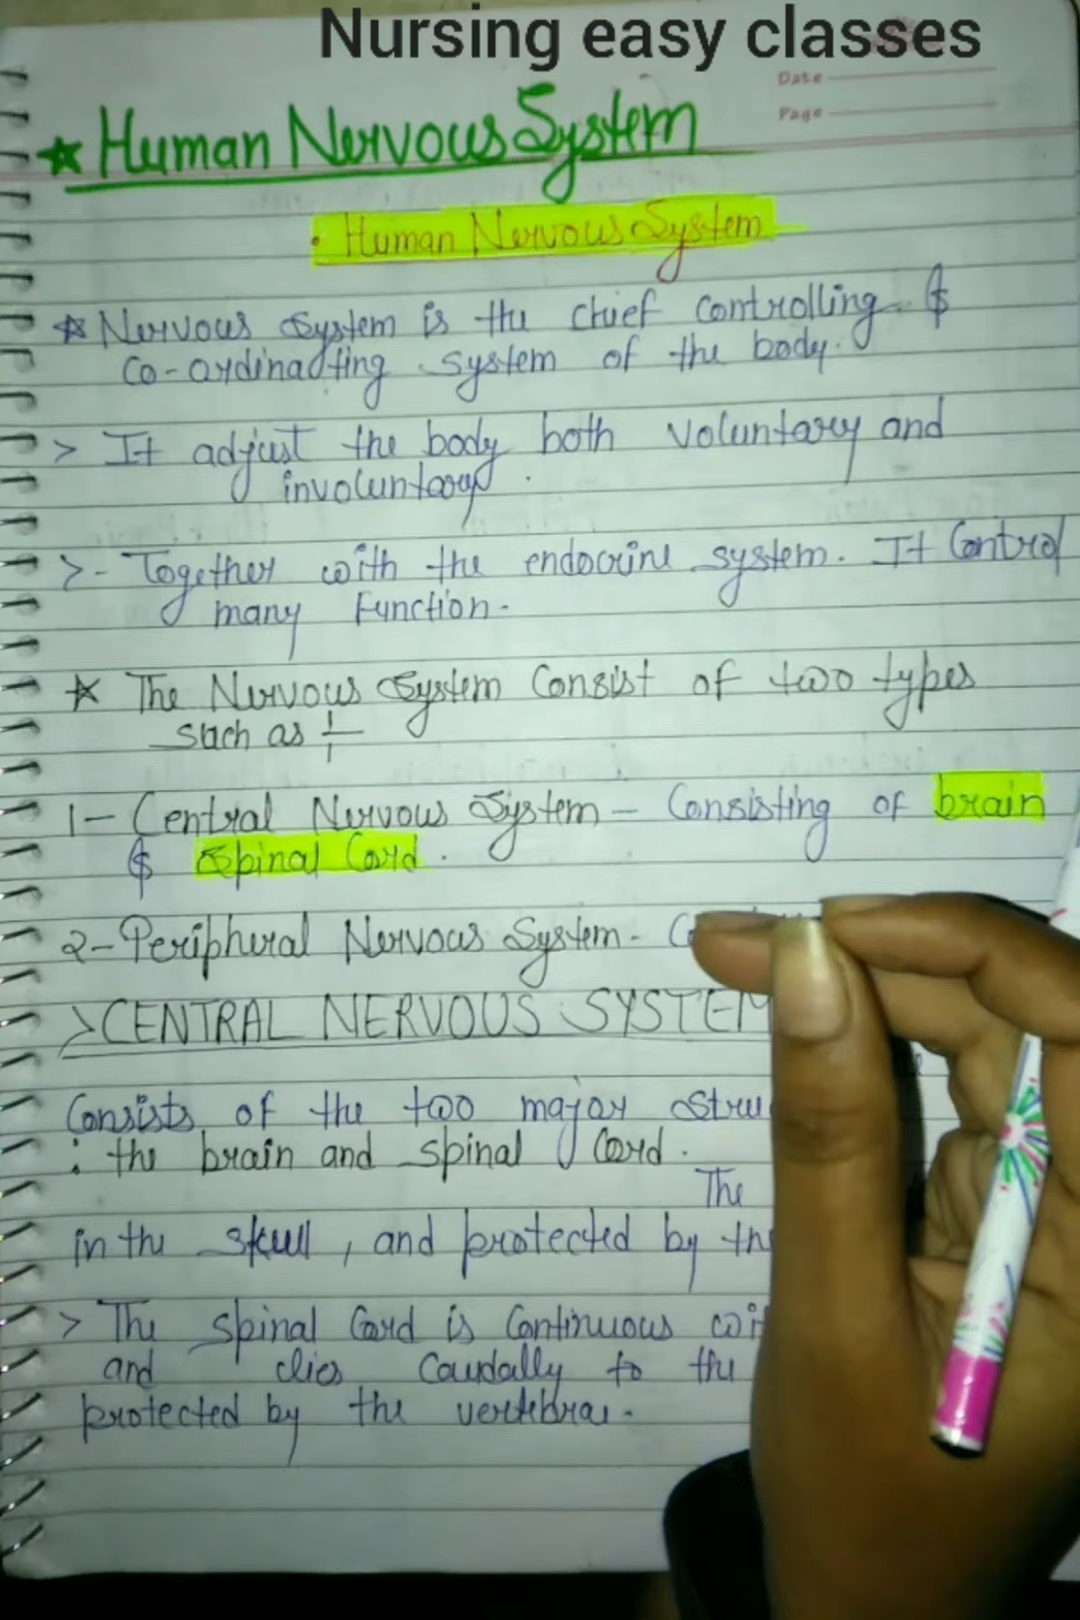 Nursing easy classes
Date
Page
★ Human Nervous System
• Human Nervous System
☆ Nervous System is the chief controlling &
Co-ordinatting system of the body.
> It adjust the body both voluntary and
involuntary.
>- Together with the endocrine system. It Control
many Function-
☆ The Nervous System Consist of two types
such as ÷
1- Central Nervous System - Consisting of brain
& Spinal Cord.
2- Peripheral Nervous System-
>CENTRAL NERVOUS SYSTEM
Consists of the two major
: the brain and spinal Cord.
The
in the skull, and protected by
> The spinal Cord is Continuous
and lies Caudally to the
protected by the vertebrae.